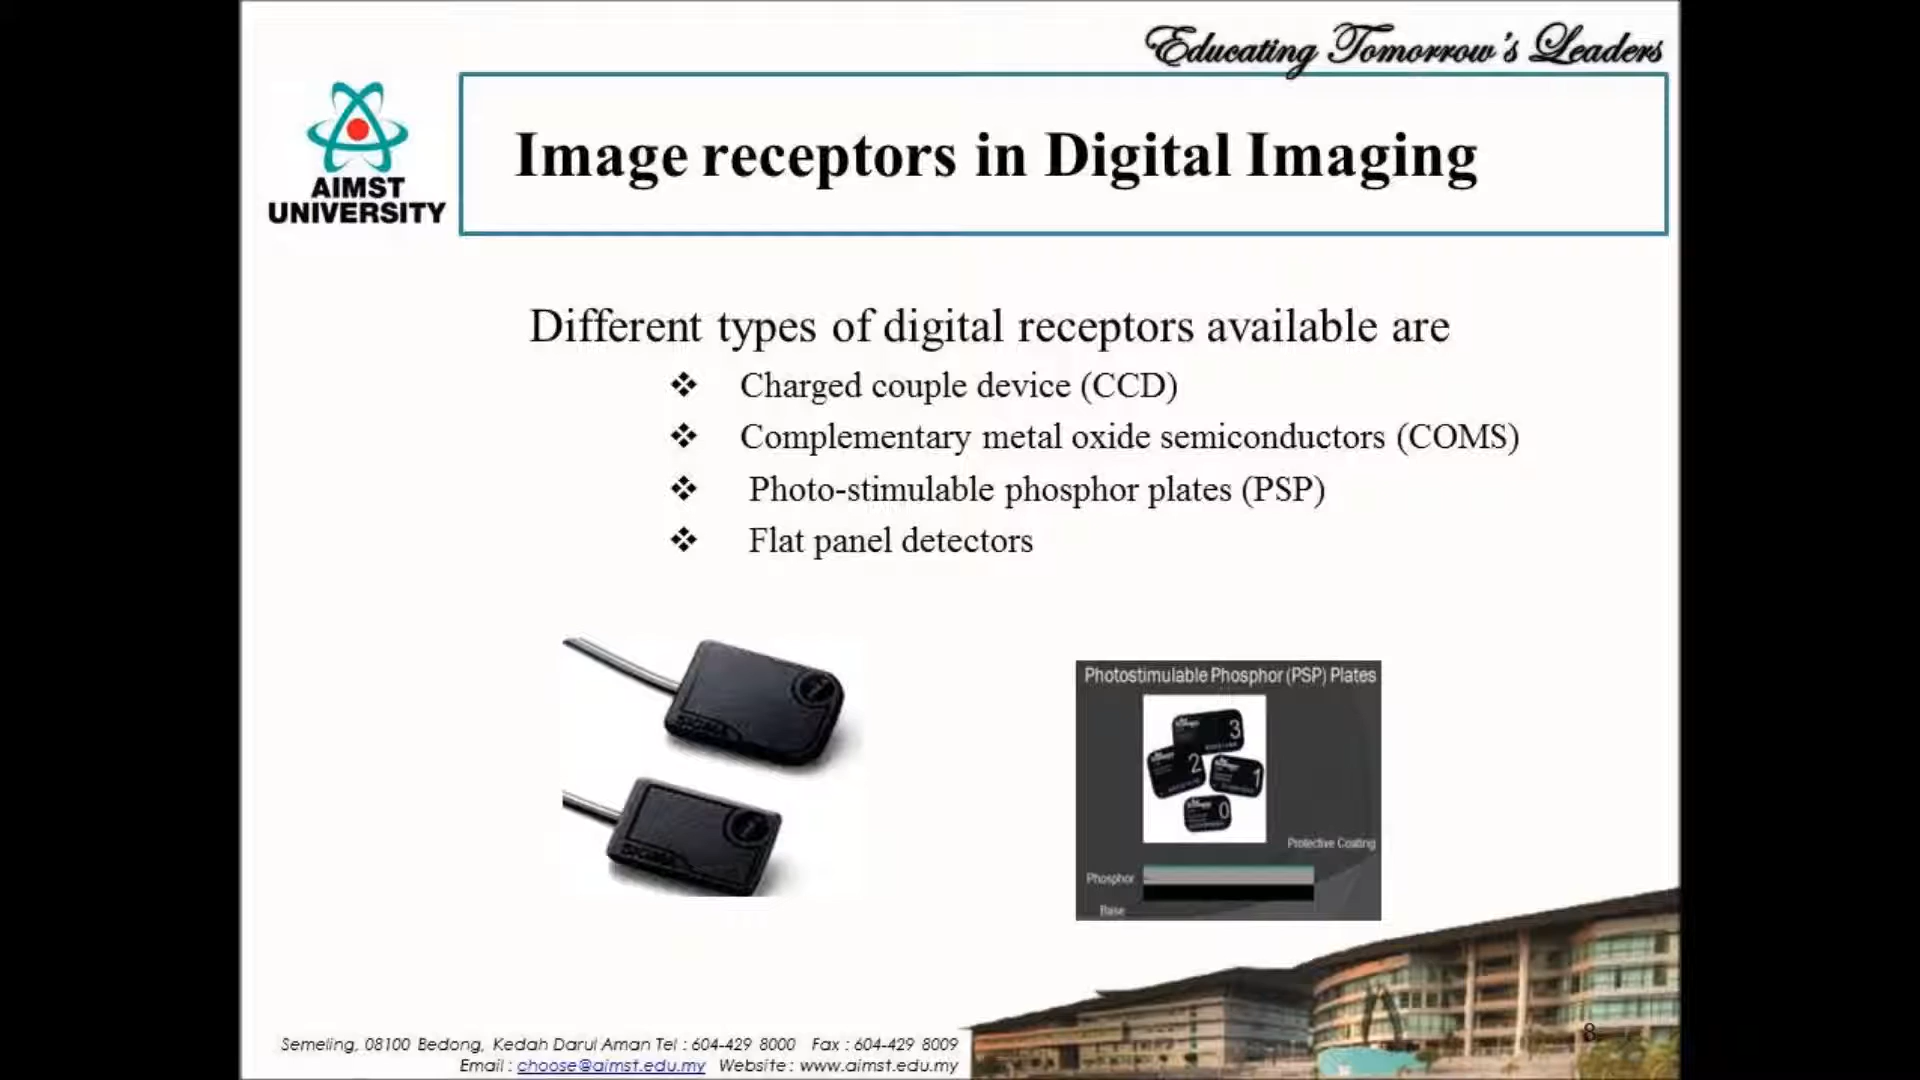 Educating Tomorrow's Leaders
AIMST
UNIVERSITY
Image receptors in Digital Imaging
Different types of digital receptors available are
❖ Charged couple device (CCD)
❖ Complementary metal oxide semiconductors (COMS)
❖ Photo-stimulable phosphor plates (PSP)
❖ Flat panel detectors
Photostimulable Phosphor (PSP) Plates
3
2
1
0
Protective Coating
Phosphor
Base
8
Semeling, 08100 Bedong, Kedah Darul Aman Tel : 604-429 8000 Fax : 604-429 8009
Email : choose@aimst.edu.my Website : www.aimst.edu.my